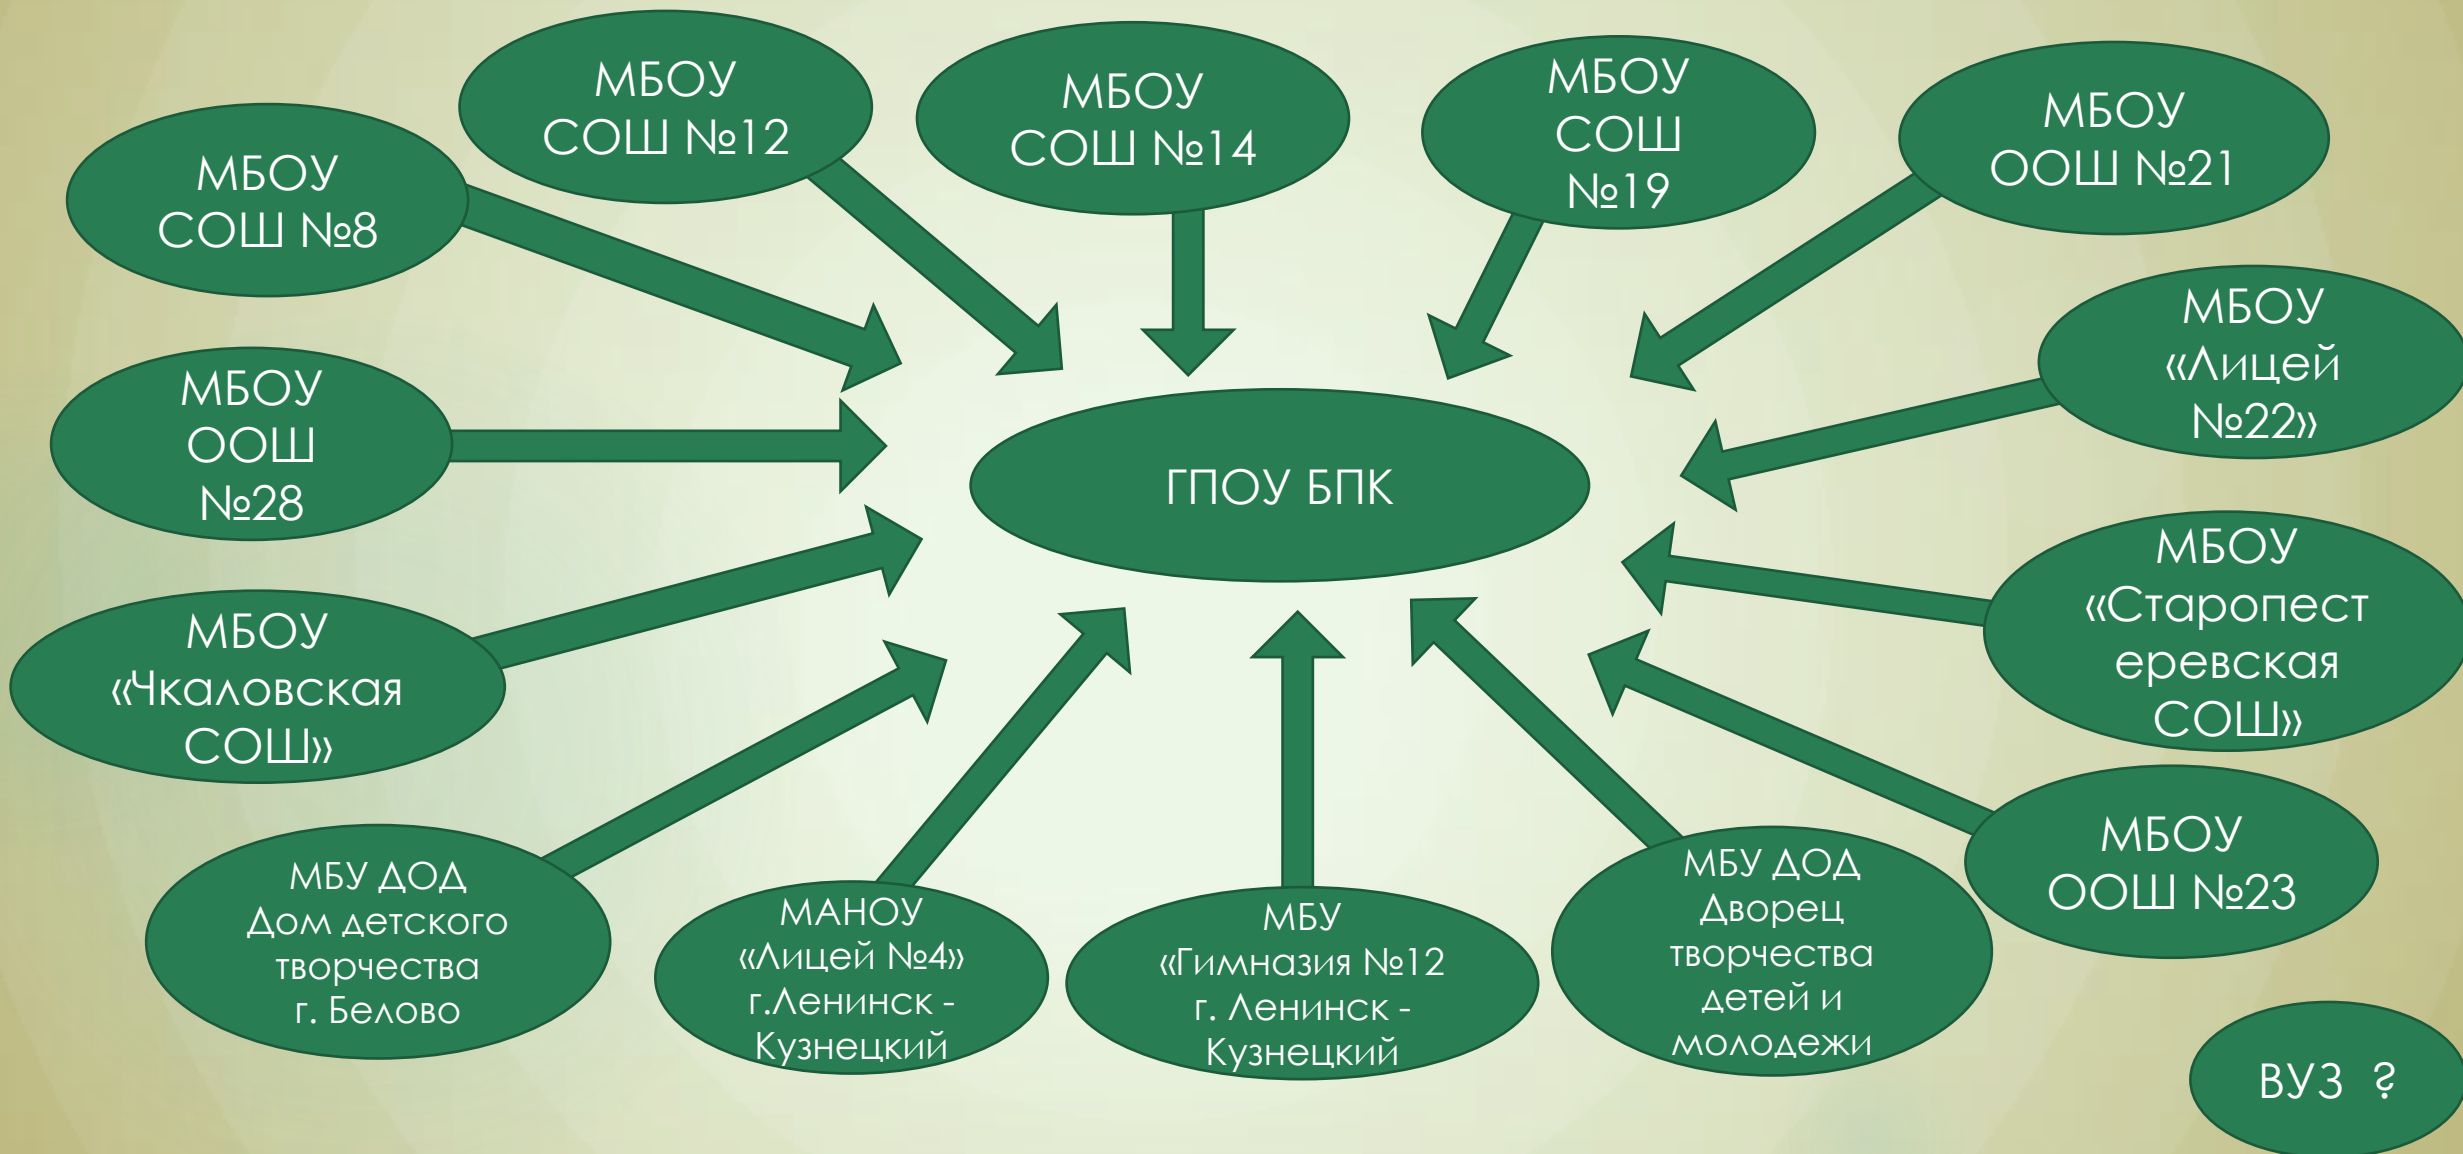 МБОУ
СОШ №8
МБОУ
СОШ №12
МБОУ
СОШ №14
МБОУ
СОШ
№19
МБОУ
ООШ №21
МБОУ
«Лицей
№22»
МБОУ
ООШ
№28
ГПОУ БПК
МБОУ
«Старопест
еревская
СОШ»
МБОУ
«Чкаловская
СОШ»
МБОУ
ООШ №23
МБУ ДОД
Дом детского
творчества
г. Белово
МАНОУ
«Лицей №4»
г.Ленинск -
Кузнецкий
МБУ
«Гимназия №12
г. Ленинск -
Кузнецкий
МБУ ДОД
Дворец
творчества
детей и
молодежи
ВУЗ ?